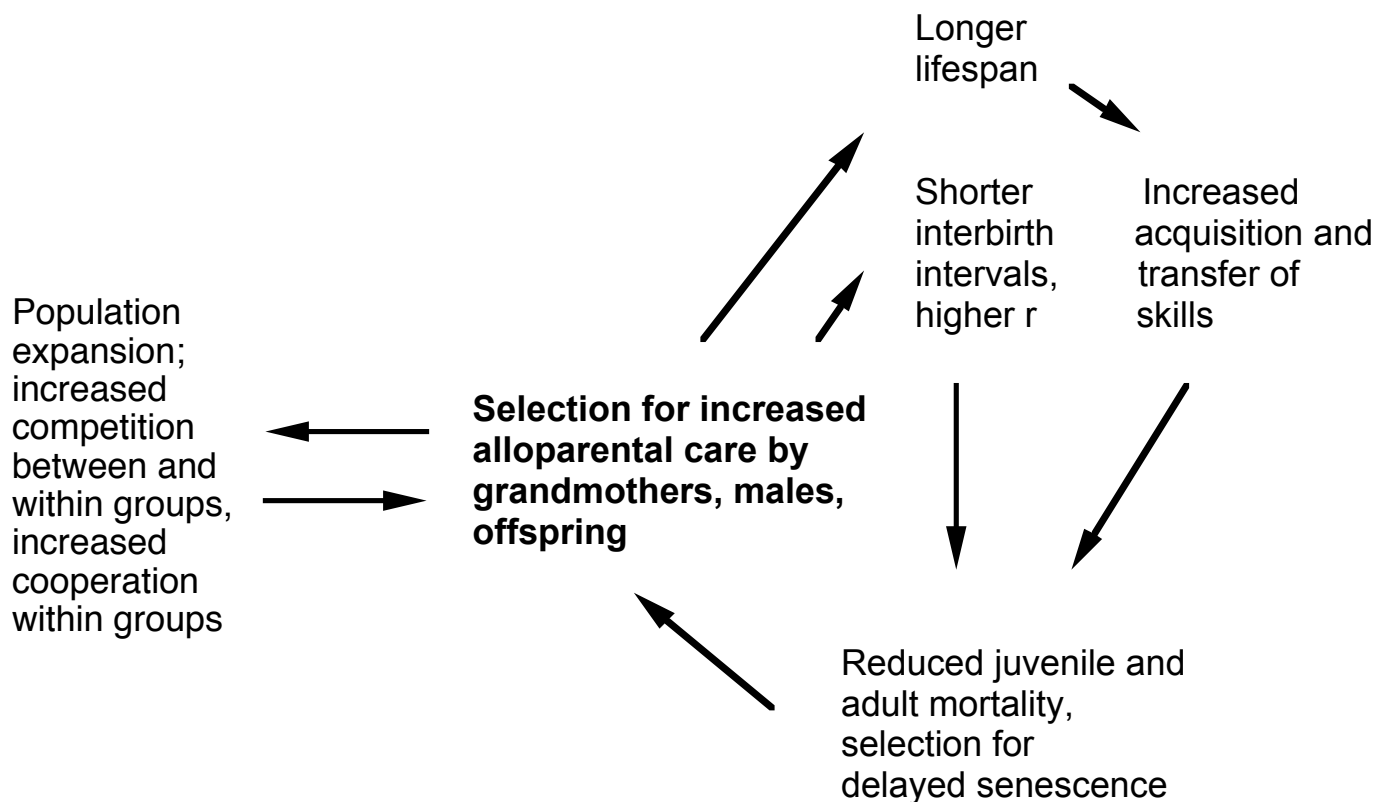 Longer
lifespan
Shorter
interbirth
intervals,
higher r
Increased
acquisition and
transfer of
skills
Population
expansion;
increased
competition
between and
within groups,
increased
cooperation
within groups
Selection for increased
alloparental care by
grandmothers, males,
offspring
Reduced juvenile and
adult mortality,
selection for
delayed senescence